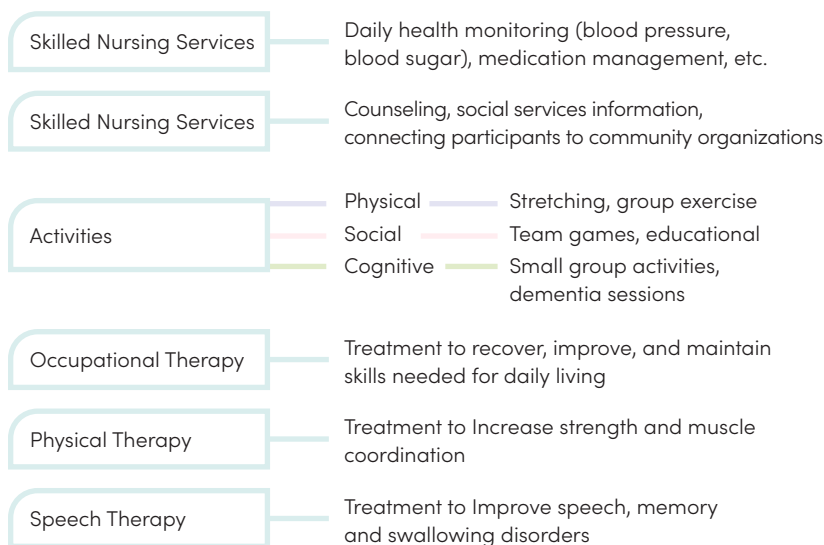 Skilled Nursing Services
Daily health monitoring (blood pressure,
blood sugar), medication management, etc.
Skilled Nursing Services
Counseling, social services information,
connecting participants to community organizations
Activities
Physical
Stretching, group exercise
Social
Team games, educational
Cognitive
Small group activities,
dementia sessions
Occupational Therapy
Treatment to recover, improve, and maintain
skills needed for daily living
Physical Therapy
Treatment to Increase strength and muscle
coordination
Speech Therapy
Treatment to Improve speech, memory
and swallowing disorders